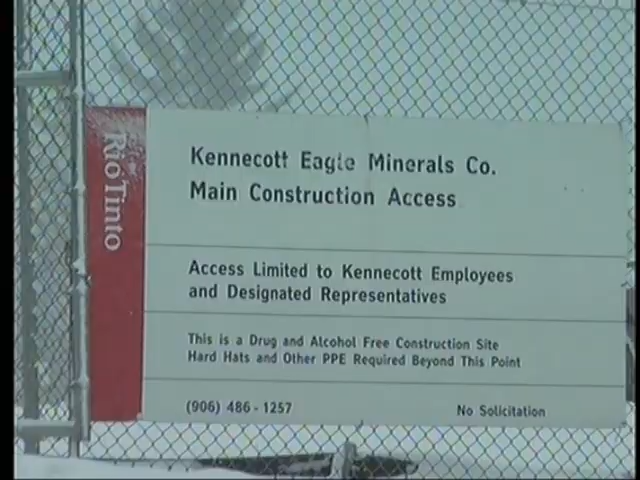 RioTinto
Kennecott Eagle Minerals Co.
Main Construction Access
Access Limited to Kennecott Employees
and Designated Representatives
This is a Drug and Alcohol Free Construction Site
Hard Hats and Other PPE Required Beyond This Point
(906) 486-1257
No Solicitation